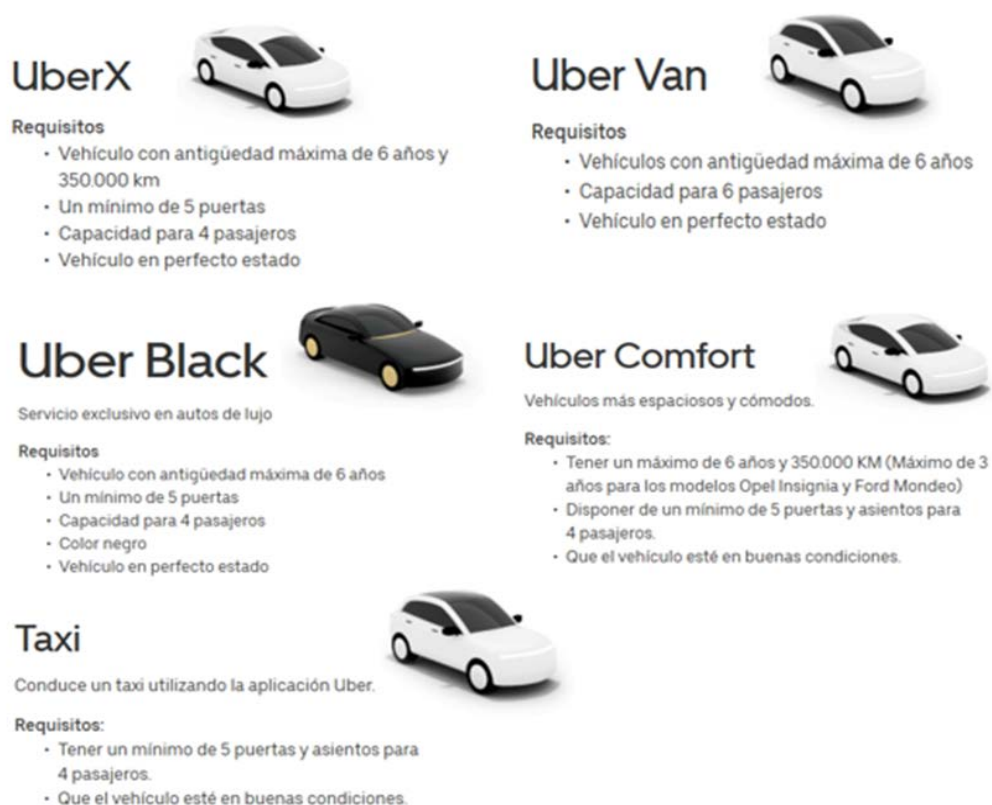 UberX
Requisitos
• Vehículo con antigüedad máxima de 6 años y
350.000 km
• Un mínimo de 5 puertas
• Capacidad para 4 pasajeros
• Vehículo en perfecto estado
Uber Van
Requisitos
• Vehículos con antigüedad máxima de 6 años
• Capacidad para 6 pasajeros
• Vehículo en perfecto estado
Uber Black
Servicio exclusivo en autos de lujo
Requisitos
• Vehículo con antigüedad máxima de 6 años
• Un mínimo de 5 puertas
• Capacidad para 4 pasajeros
• Color negro
• Vehículo en perfecto estado
Uber Comfort
Vehículos más espaciosos y cómodos.
Requisitos:
• Tener un máximo de 6 años y 350.000 KM (Máximo de 3
años para los modelos Opel Insignia y Ford Mondeo)
• Disponer de un mínimo de 5 puertas y asientos para
4 pasajeros.
• Que el vehículo esté en buenas condiciones.
Taxi
Conduce un taxi utilizando la aplicación Uber.
Requisitos:
• Tener un mínimo de 5 puertas y asientos para
4 pasajeros.
• Que el vehículo esté en buenas condiciones.